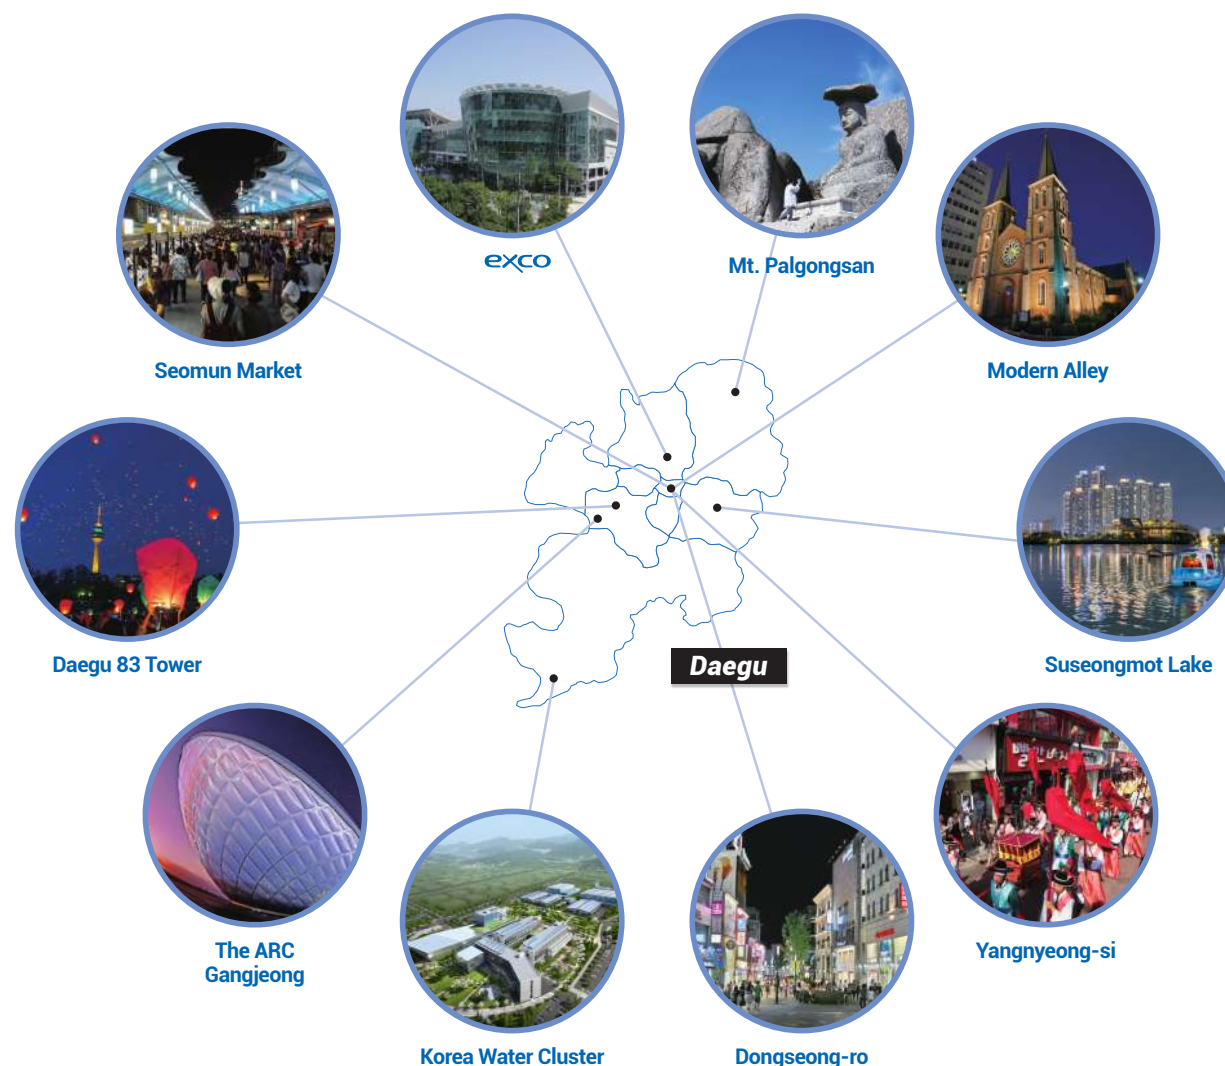 exco
Mt. Palgongsan
Seomun Market
Modern Alley
Daegu 83 Tower
Daegu
Suseongmot Lake
The ARC
Gangjeong
Yangnyeong-si
Korea Water Cluster
Dongseong-ro